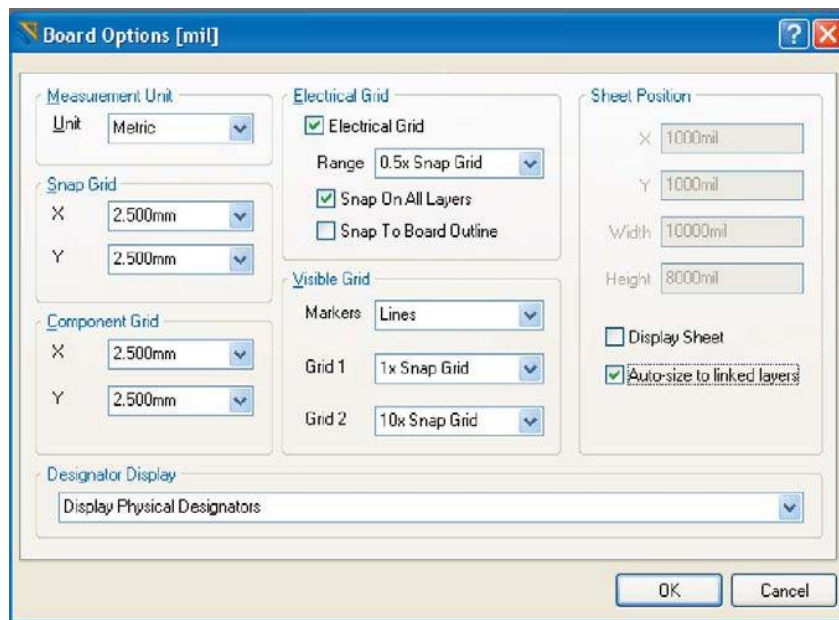 Board Options [mil]
Measurement Unit
Unit Metric
Snap Grid
X 2.500mm
Y 2.500mm
Component Grid
X 2.500mm
Y 2.500mm
Electrical Grid
Electrical Grid
Range 0.5x Snap Grid
Snap On All Layers
Snap To Board Outline
Visible Grid
Markers Lines
Grid 1 1x Snap Grid
Grid 2 10x Snap Grid
Sheet Position
X 1000mil
Y 1000mil
Width 10000mil
Height 8000mil
Display Sheet
Auto-size to linked layers
Designator Display
Display Physical Designators
OK Cancel